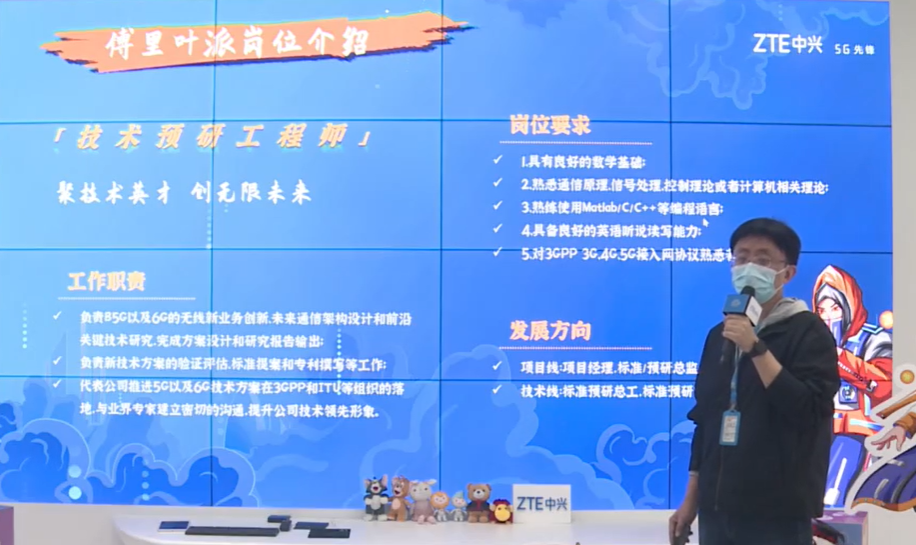 傅里叶派岗位介绍
ZTE中兴 5G先锋
「技术预研工程师」
聚技术英才 创无限未来
工作职责
负责B5G以及6G的无线新业务创新,未来通信架构设计和前沿
关键技术研究,完成方案设计和研究报告输出;
负责新技术方案的验证评估,标准提案和专利撰写等工作;
代表公司推进5G以及6G技术方案在3GPP和ITU等组织的落
地,与业界专家建立密切的沟通,提升公司技术领先形象.
岗位要求
1.具有良好的数学基础;
2.熟悉通信原理,信号处理,控制理论或者计算机相关理论;
3.熟练使用Matlab/C/C++等编程语言;
4.具备良好的英语听说读写能力;
5.对3GPP 3G,4G,5G接入网协议熟悉
发展方向
项目线:项目经理,标准/预研总监
技术线:标准预研总工,标准/预研
ZTE中兴